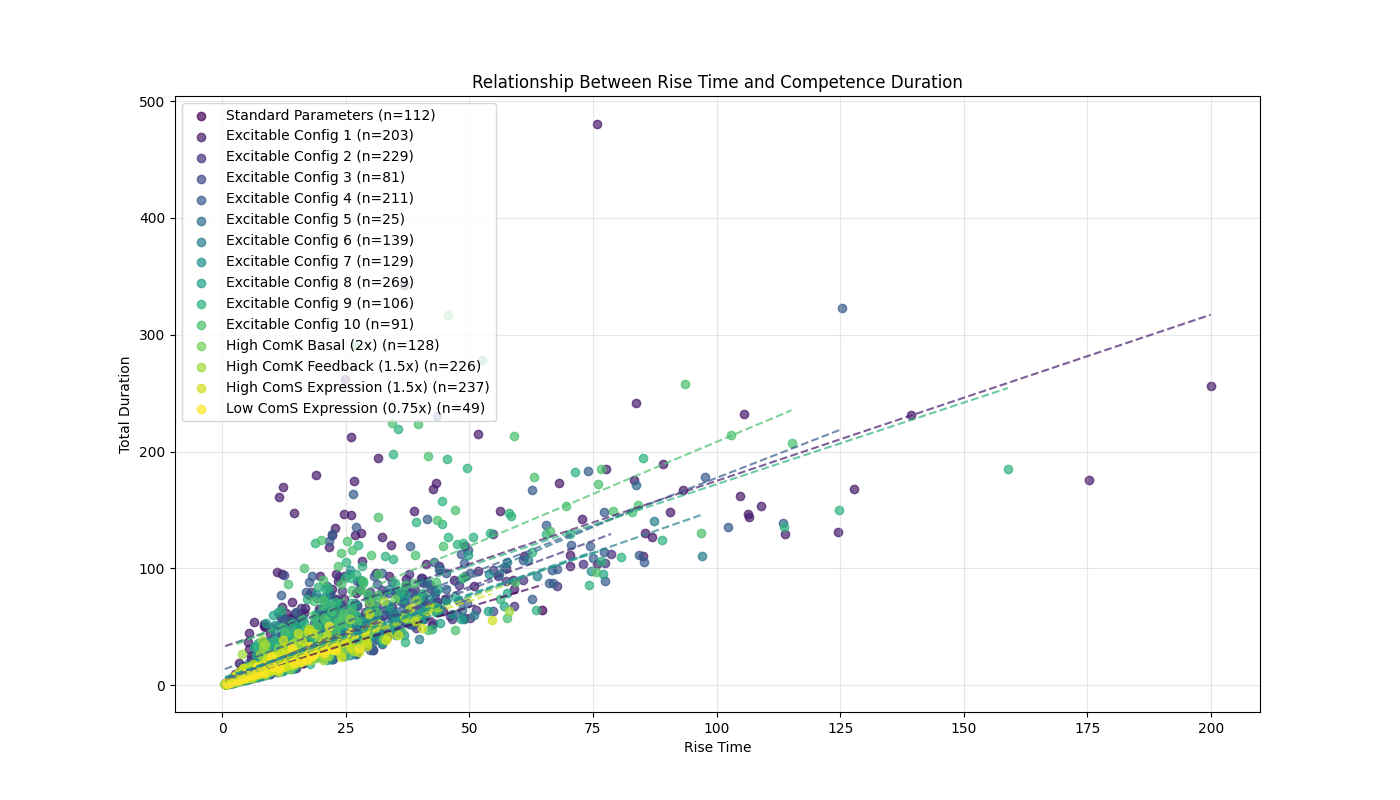 Relationship Between Rise Time and Competence Duration
500
400
300
200
100
0
Total Duration
Standard Parameters (n=112)
Excitable Config 1 (n=203)
Excitable Config 2 (n=229)
Excitable Config 3 (n=81)
Excitable Config 4 (n=211)
Excitable Config 5 (n=25)
Excitable Config 6 (n=139)
Excitable Config 7 (n=129)
Excitable Config 8 (n=269)
Excitable Config 9 (n=106)
Excitable Config 10 (n=91)
High ComK Basal (2x) (n=128)
High ComK Feedback (1.5x) (n=226)
High ComS Expression (1.5x) (n=237)
Low ComS Expression (0.75x) (n=49)
0 25 50 75 100 125 150 175 200
Rise Time